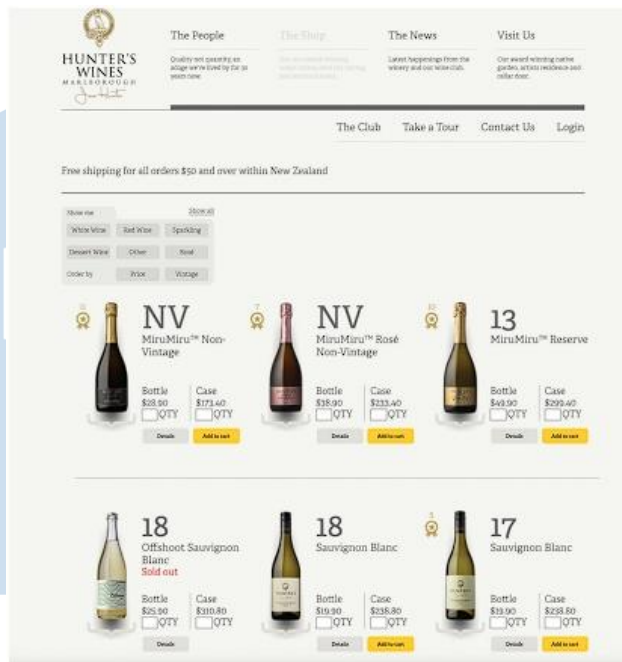 The People
The Shop
The News
Visit Us
HUNTER'S
WINES
MARLBOROUGH
Jane Hunter
Quality not quantity, an
adage we've lived by for 30
years now.
Latest happenings from the
winery and our wine club.
Our award winning native
garden, artists residence and
cellar door.
The Club
Take a Tour
Contact Us
Login
Free shipping for all orders $50 and over within New Zealand
Show me
Show all
White Wine
Red Wine
Sparkling
Dessert Wine
Other
Rosé
Order by
Price
Vintage
NV
MiruMiru™ Non-
Vintage
Bottle
$28.90
QTY
Case
$173.40
QTY
Details
Add to cart
7
NV
MiruMiru™ Rosé
Non-Vintage
Bottle
$38.90
QTY
Case
$233.40
QTY
Details
Add to cart
13
MiruMiru™ Reserve
Bottle
$49.90
QTY
Case
$299.40
QTY
Details
Add to cart
18
Offshoot Sauvignon
Blanc
Sold out
Bottle
$25.90
QTY
Case
$310.80
QTY
Details
18
Sauvignon Blanc
Bottle
$19.90
QTY
Case
$238.80
QTY
Details
Add to cart
5
17
Sauvignon Blanc
Bottle
$19.90
QTY
Case
$238.80
QTY
Details
Add to cart